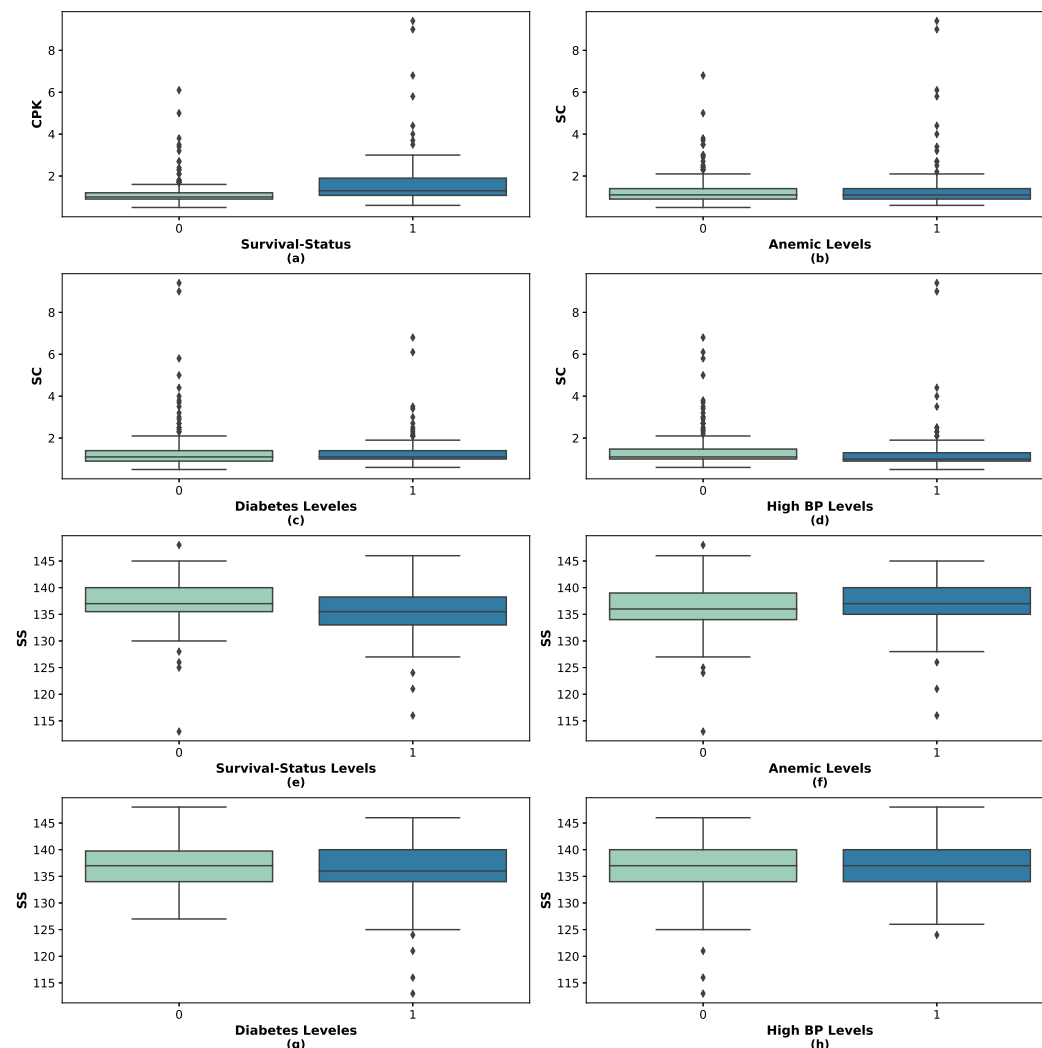 8
6
4
2
CPK
0
1
Survival-Status
(a)
8
6
4
2
SC
0
1
Anemic Levels
(b)
8
6
4
2
SC
0
1
Diabetes Leveles
(c)
8
6
4
2
SC
0
1
High BP Levels
(d)
145
140
135
130
125
120
115
SS
0
1
Survival-Status Levels
(e)
145
140
135
130
125
120
115
SS
0
1
Anemic Levels
(f)
145
140
135
130
125
120
115
SS
0
1
Diabetes Leveles
(g)
145
140
135
130
125
120
115
SS
0
1
High BP Levels
(h)